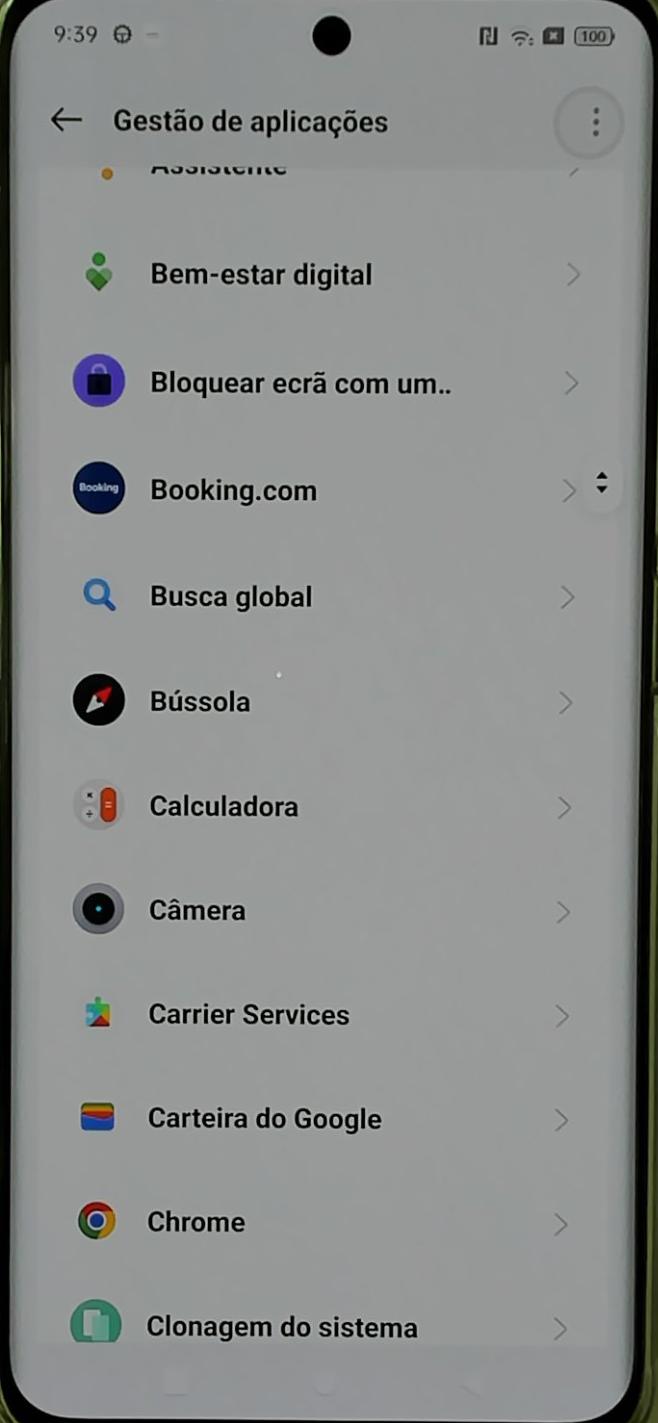 9:39
100
Gestão de aplicações
Assistente
Bem-estar digital
Bloquear ecrã com um..
Booking
Booking.com
Busca global
Bússola
Calculadora
Câmera
Carrier Services
Carteira do Google
Chrome
Clonagem do sistema